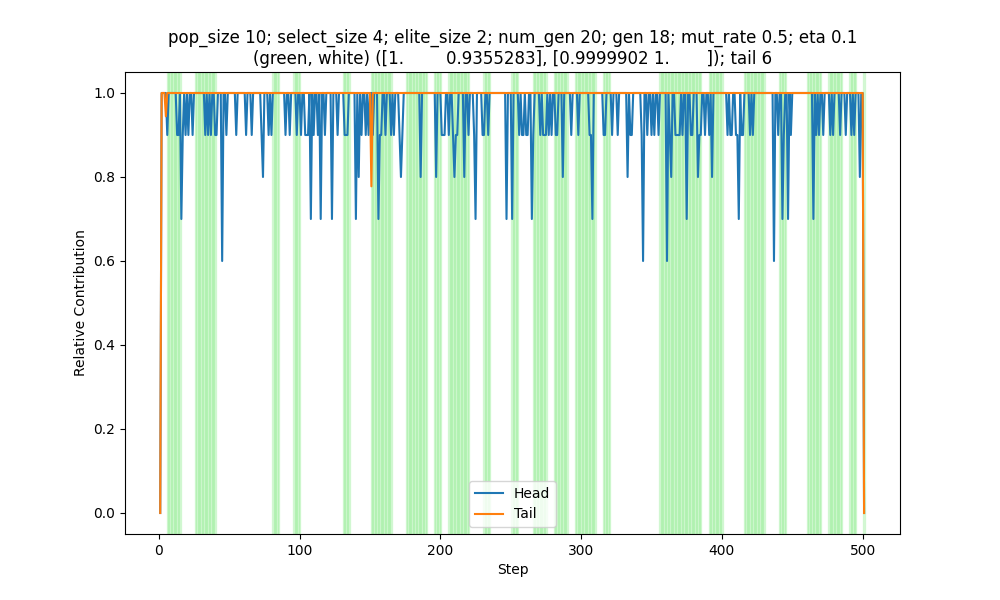 pop_size 10; select_size 4; elite_size 2; num_gen 20; gen 18; mut_rate 0.5; eta 0.1
(green, white) ([1.        0.9355283], [0.9999902 1.       ]); tail 6
Relative Contribution
1.0
0.8
0.6
0.4
0.2
0.0
Head
Tail
0
100
200
300
400
500
Step